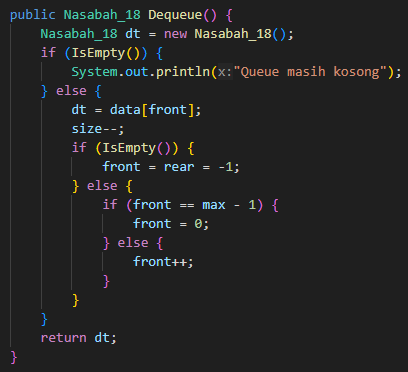 public Nasabah_18 Dequeue() {
    Nasabah_18 dt = new Nasabah_18();
    if (IsEmpty()) {
        System.out.println(x:"Queue masih kosong");
    } else {
        dt = data[front];
        size--;
        if (IsEmpty()) {
            front = rear = -1;
        } else {
            if (front == max - 1) {
                front = 0;
            } else {
                front++;
            }
        }
    }
    return dt;
}